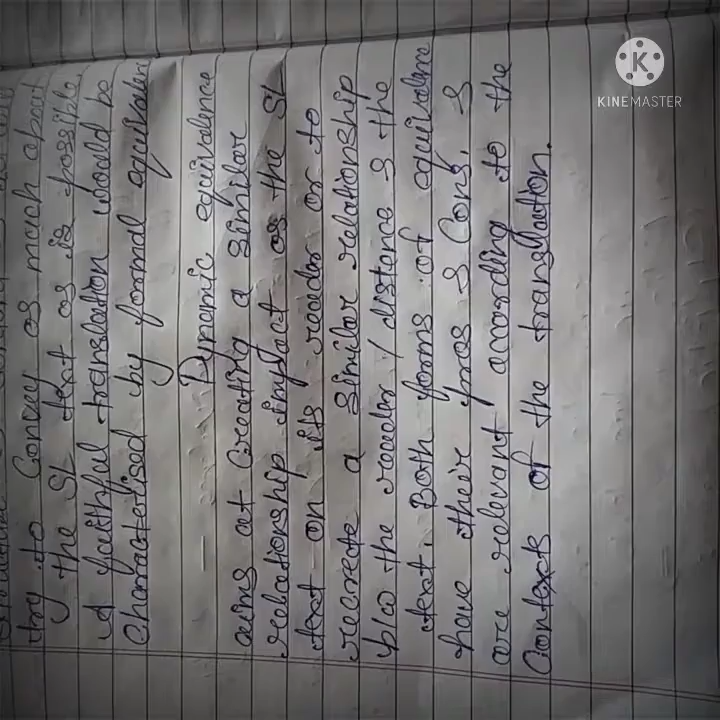 try to Convey as much about
the SL text as is possible.
A faithful translation would be
characterised by formal equivalence
Dynamic equivalence
aims at Creating a similar
relationship impact as the SL
text on its reader or to
recreate a similar relationship
b/w the reader / distance & the
text. Both forms of equivalence
have their pros & Cons, &
are relevant according to the
Contexts of the translation.
KINEMASTER